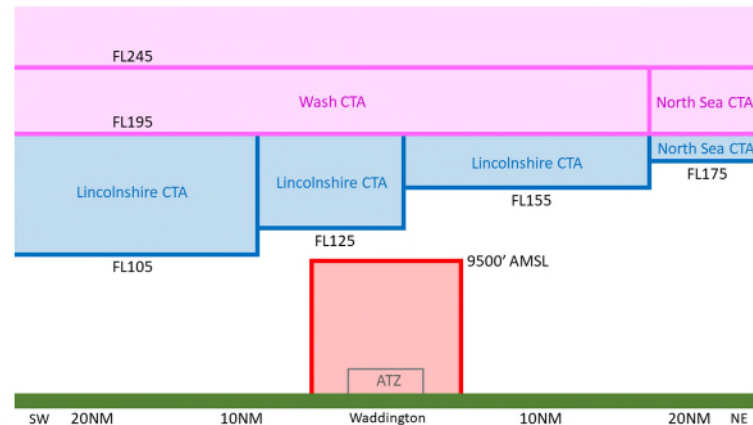 FL245
Wash CTA
North Sea CTA
FL195
North Sea CTA
Lincolnshire CTA
Lincolnshire CTA
Lincolnshire CTA
FL175
FL155
FL125
FL105
9500' AMSL
ATZ
SW 20NM 10NM Waddington 10NM 20NM NE